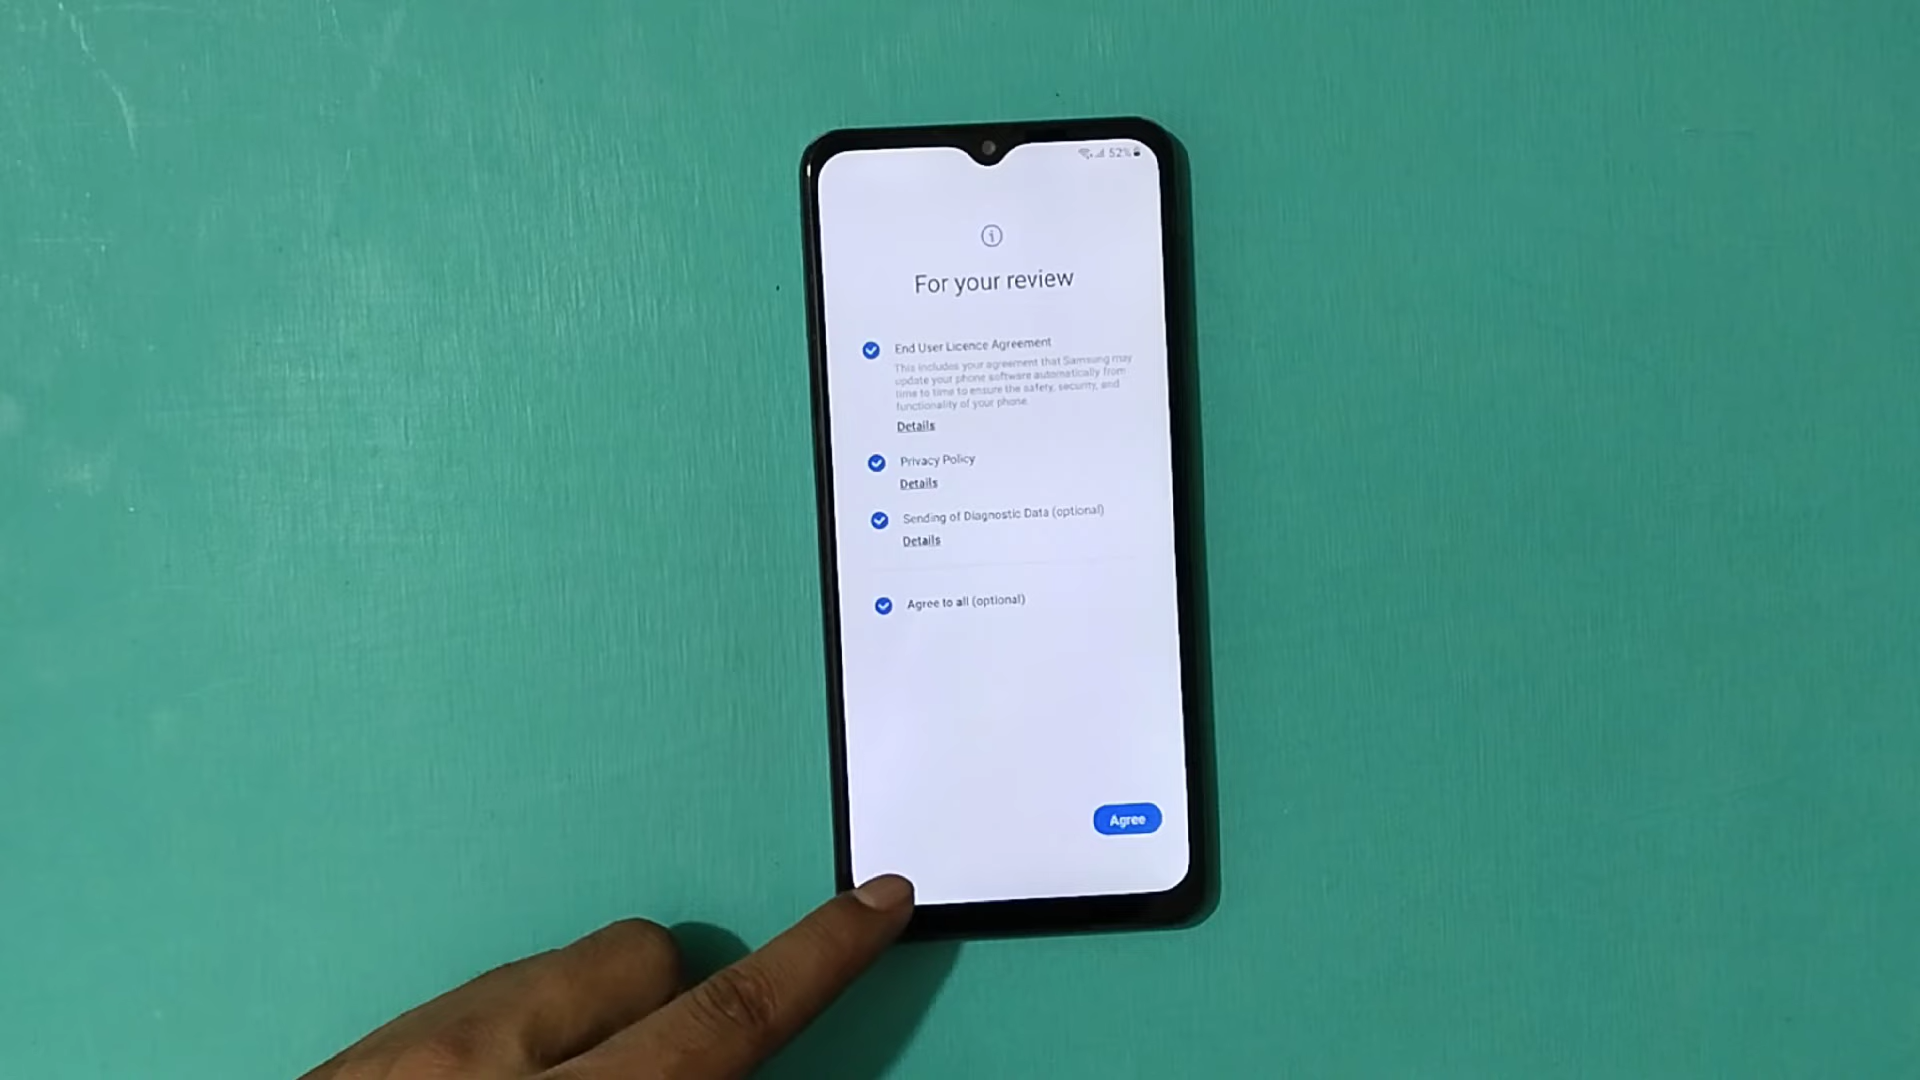 52%
For your review
End User Licence Agreement
This includes your agreement that Samsung may
update your phone software automatically from
time to time to ensure the safety, security, and
functionality of your phone.
Details
Privacy Policy
Details
Sending of Diagnostic Data (optional)
Details
Agree to all (optional)
Agree